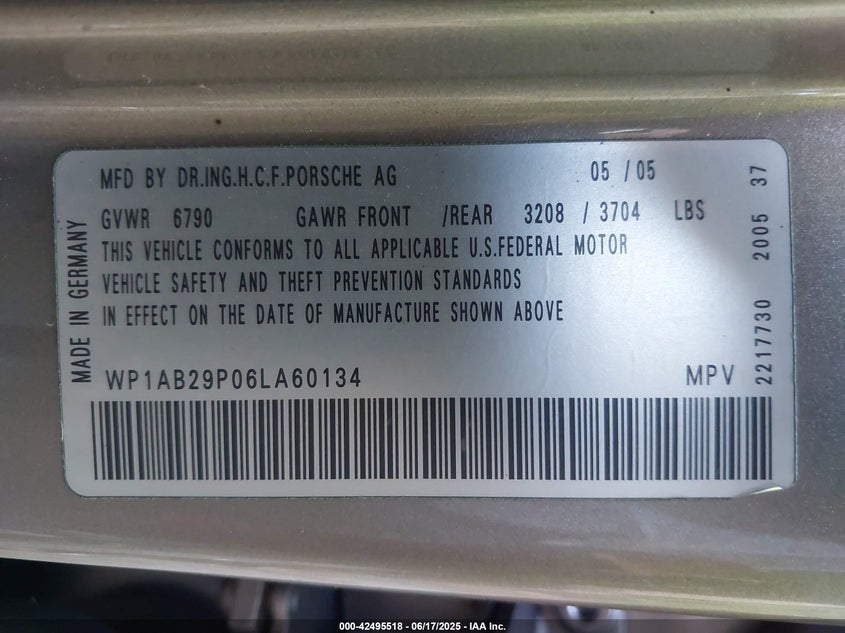 MFD BY DR.ING.H.C.F.PORSCHE AG 05 / 05
GVWR 6790 GAWR FRONT /REAR 3208 / 3704 LBS
THIS VEHICLE CONFORMS TO ALL APPLICABLE U.S.FEDERAL MOTOR
VEHICLE SAFETY AND THEFT PREVENTION STANDARDS
IN EFFECT ON THE DATE OF MANUFACTURE SHOWN ABOVE
WP1AB29P06LA60134 MPV
MADE IN GERMANY
2217730 2005 37
000-42495518 - 06/17/2025 - IAA Inc.